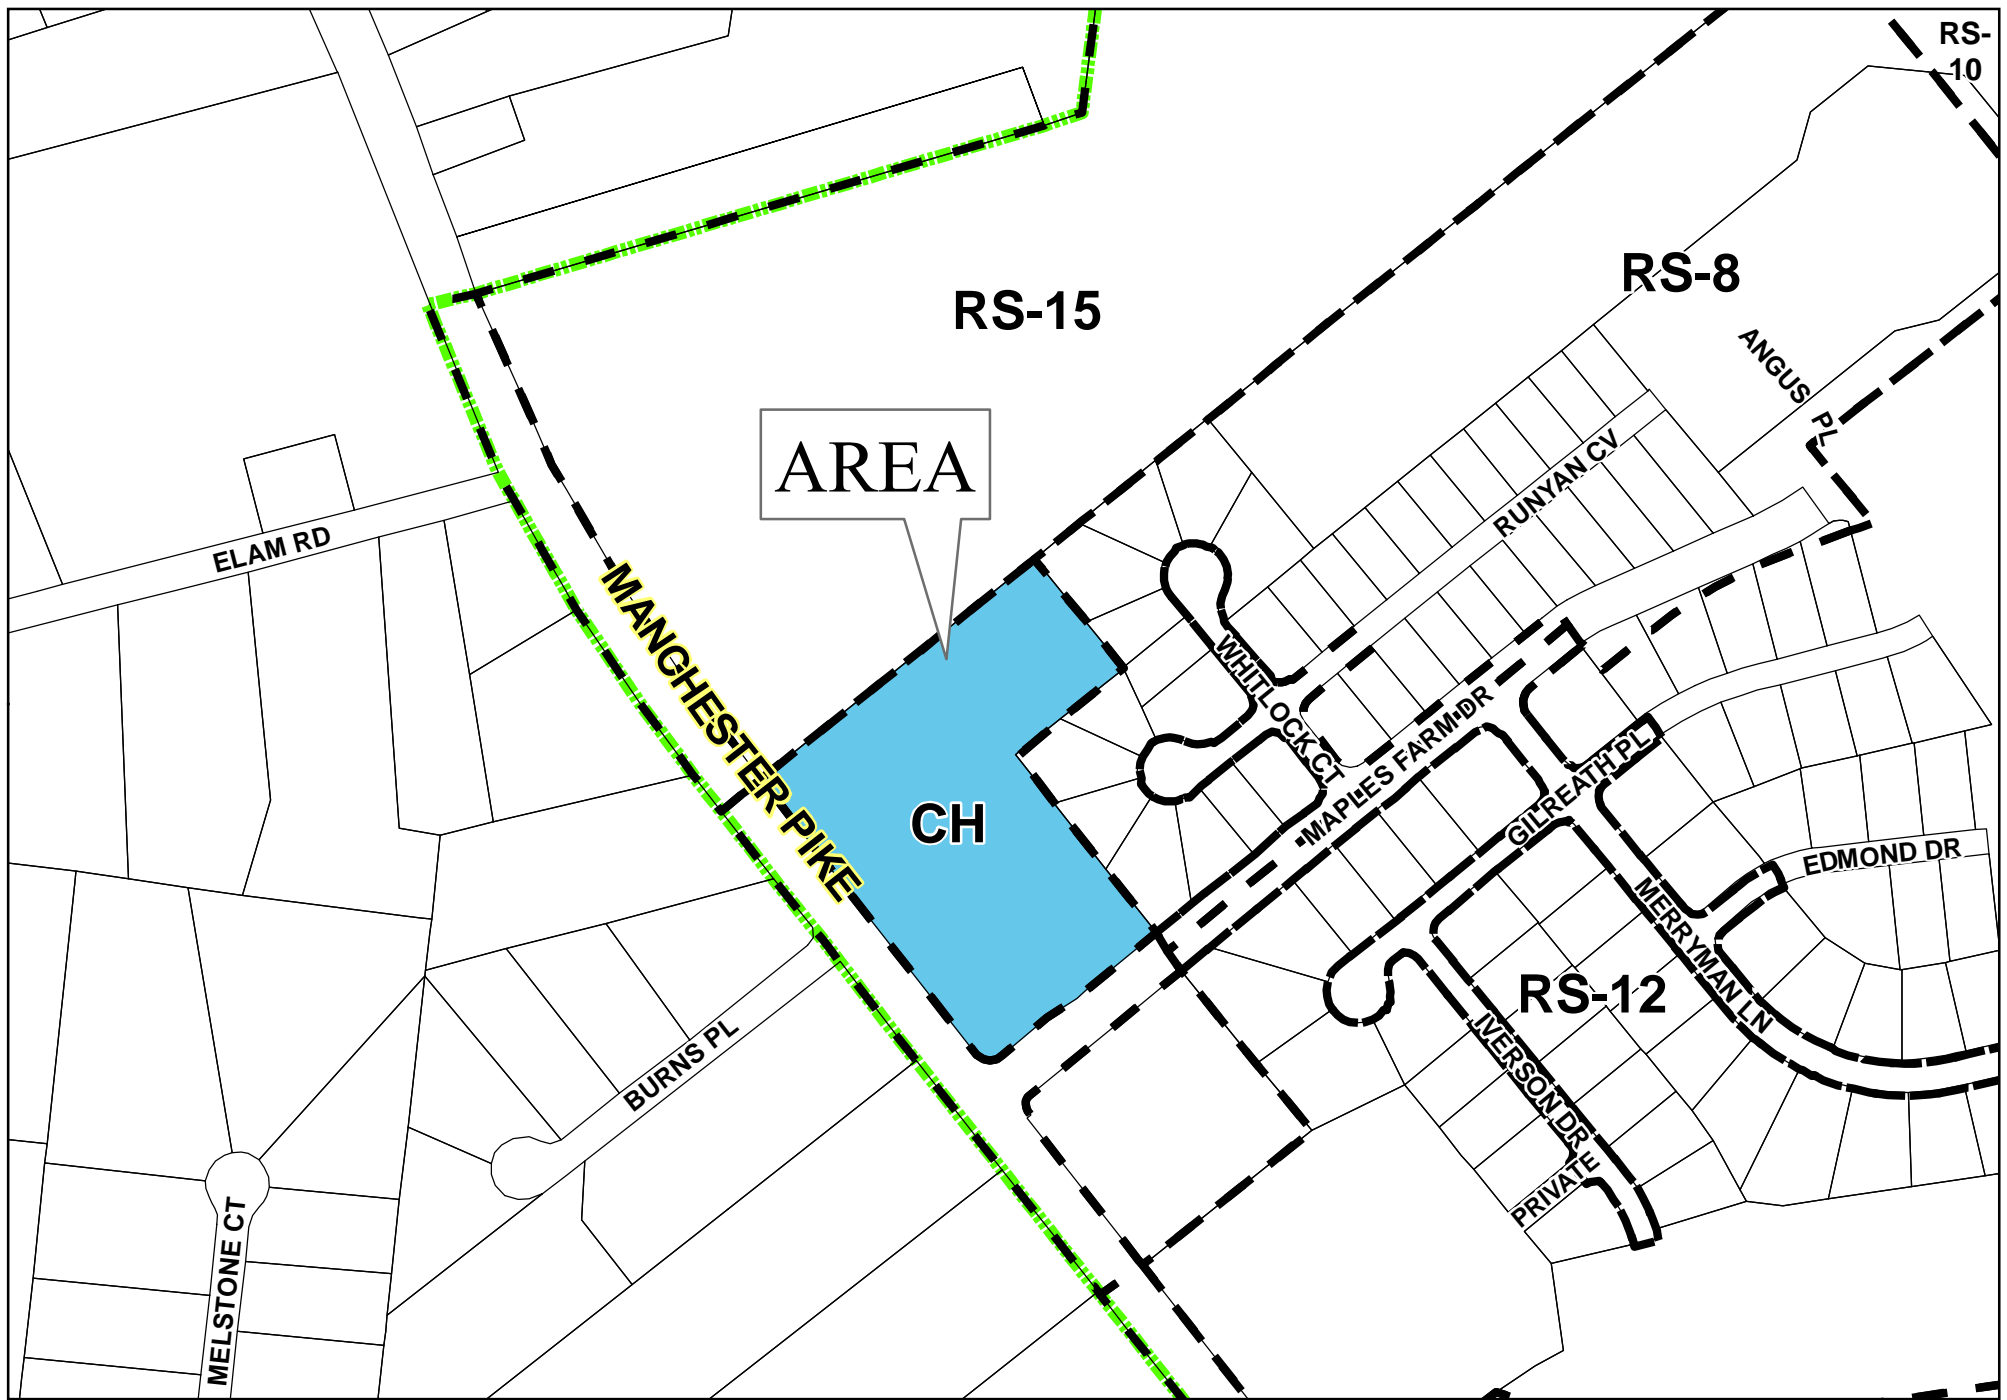 RS-
10
RS-8
RS-15
ANGUS PL
AREA
RUNYAN CV
ELAM RD
MANCHESTER PIKE
WHITLOCK CT
MAPLES FARM DR
GILREATH PL
CH
EDMOND DR
MERRYMAN LN
RS-12
IVERSON DR
BURNS PL
PRIVATE
MELSTONE CT